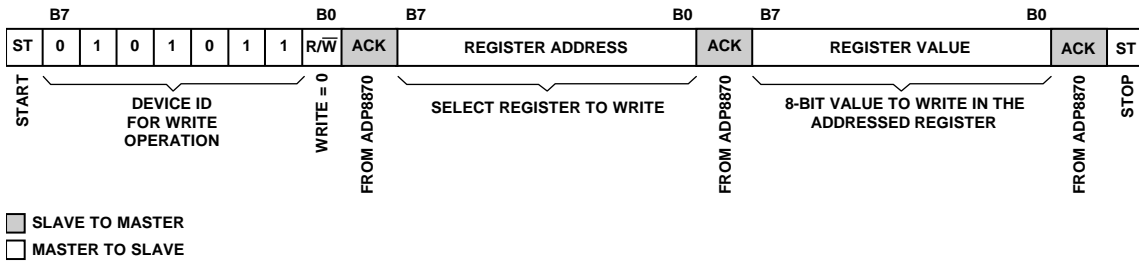 B7 B0 B7 B0 B7 B0
ST 0 1 0 1 0 1 1 R/W̅ ACK REGISTER ADDRESS ACK REGISTER VALUE ACK ST
START
DEVICE ID
FOR WRITE
OPERATION
WRITE = 0
FROM ADP8870
SELECT REGISTER TO WRITE
FROM ADP8870
8-BIT VALUE TO WRITE IN THE
ADDRESSED REGISTER
FROM ADP8870
STOP
SLAVE TO MASTER
MASTER TO SLAVE